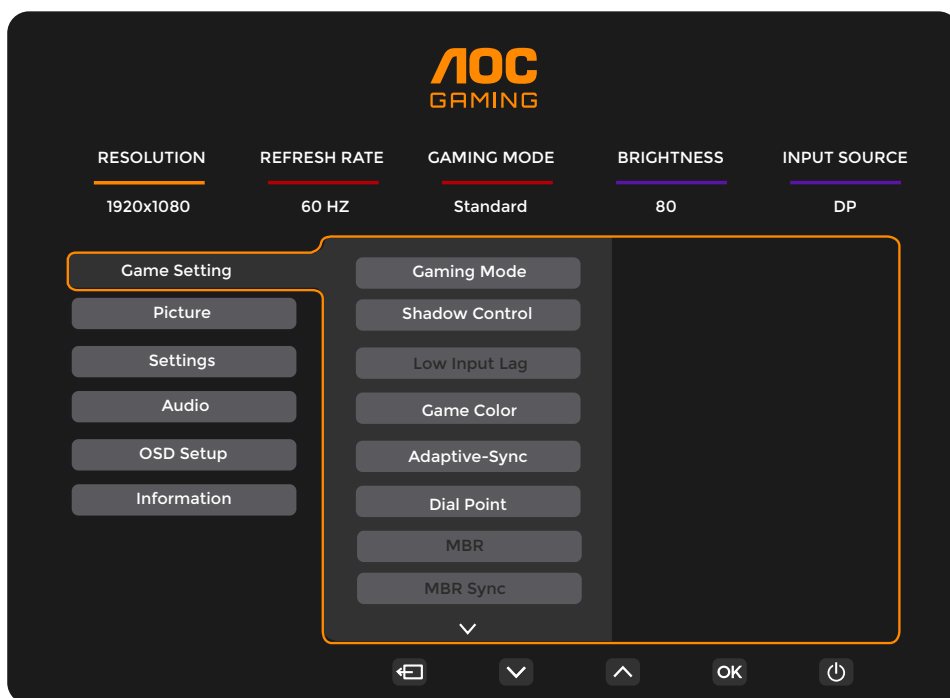 AOC
GAMING
RESOLUTION REFRESH RATE GAMING MODE BRIGHTNESS INPUT SOURCE
1920x1080 60 HZ Standard 80 DP
Game Setting
Picture
Settings
Audio
OSD Setup
Information
Gaming Mode
Shadow Control
Low Input Lag
Game Color
Adaptive-Sync
Dial Point
MBR
MBR Sync
OK